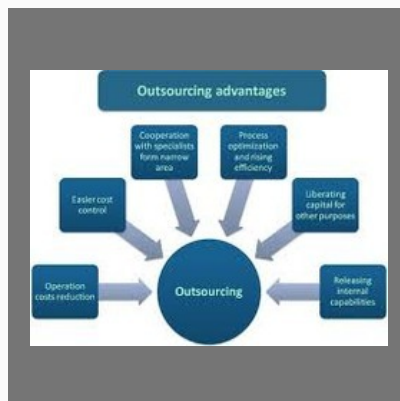 Outsourcing advantages
Cooperation
with specialists
form narrow
area
Process
optimization
and rising
efficiency
Easier cost
control
Liberating
capital for
other purposes
Operation
costs reduction
Outsourcing
Releasing
internal
capabilities